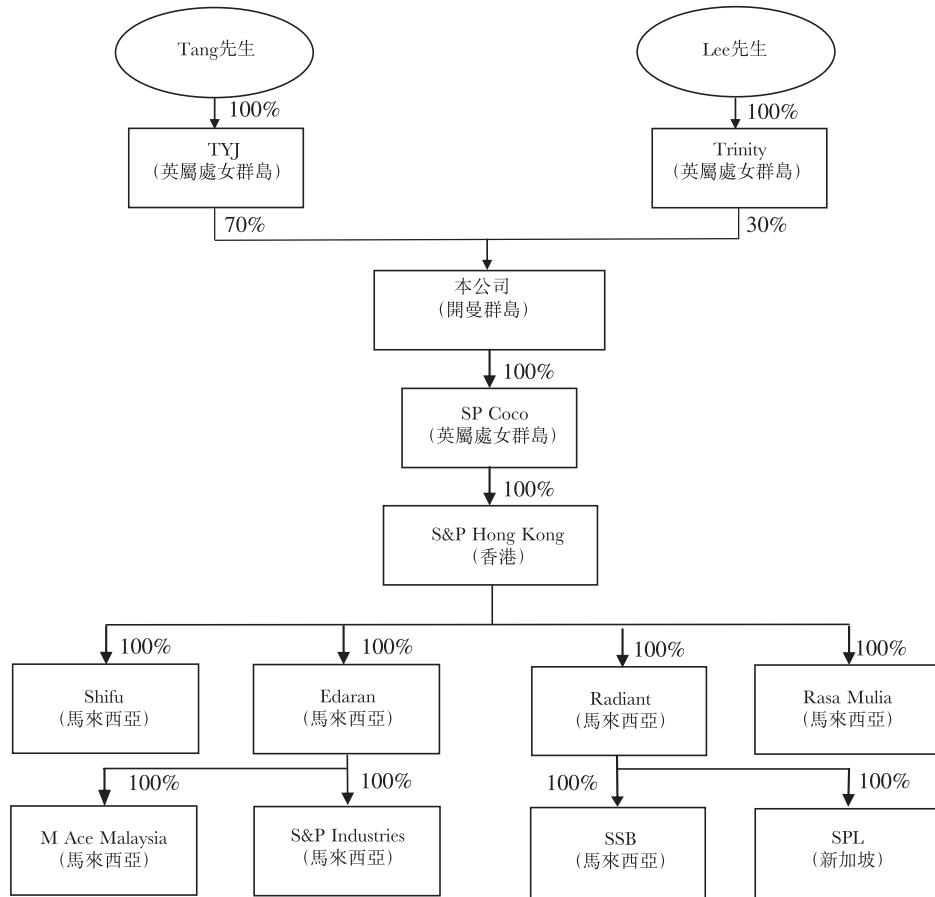 Tang先生
Lee先生
100%
100%
TYJ
（英屬處女群島）
Trinity
（英屬處女群島）
70%
30%
本公司
（開曼群島）
100%
SP Coco
（英屬處女群島）
100%
S&P Hong Kong
（香港）
100%
100%
100%
100%
Shifu
（馬來西亞）
Edaran
（馬來西亞）
Radiant
（馬來西亞）
Rasa Mulia
（馬來西亞）
100%
100%
100%
100%
M Ace Malaysia
（馬來西亞）
S&P Industries
（馬來西亞）
SSB
（馬來西亞）
SPL
（新加坡）